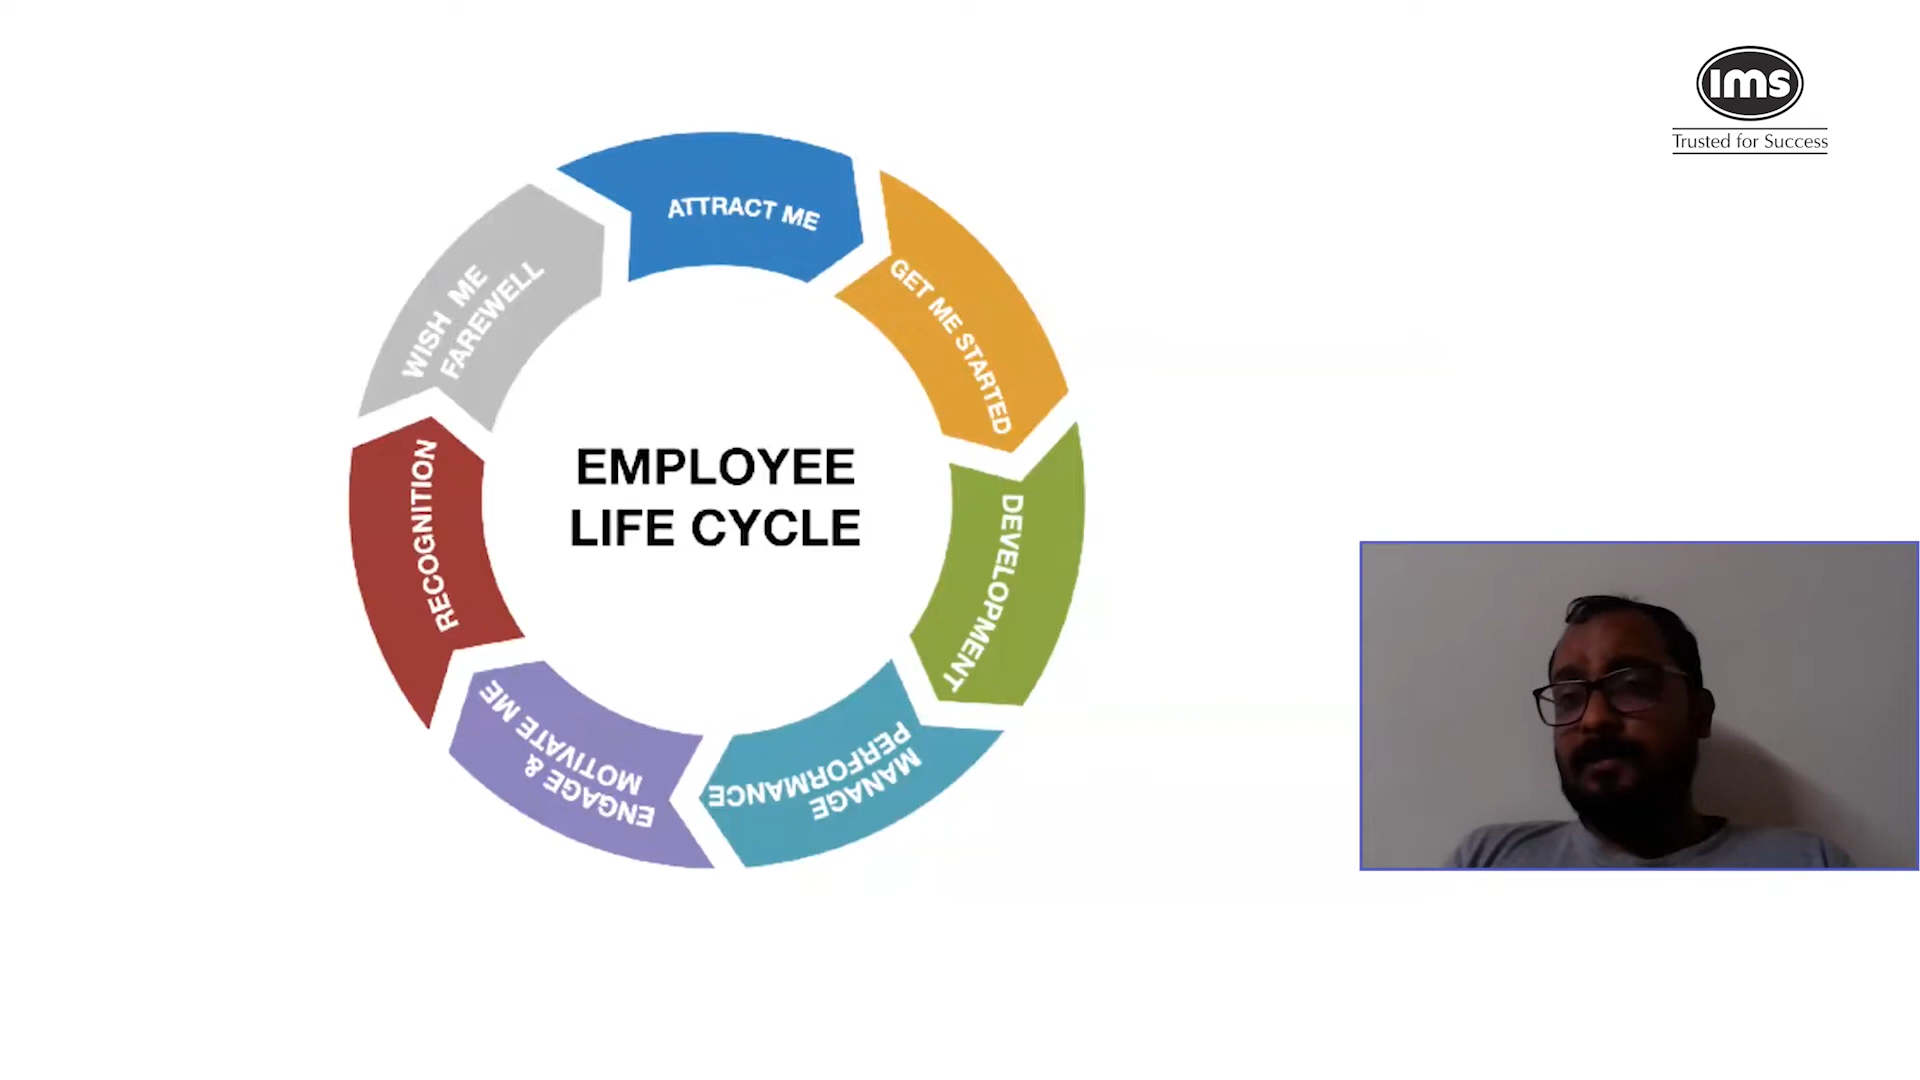 ims
Trusted for Success
ATTRACT ME
GET ME STARTED
DEVELOPMENT
MANAGE
PERFORMANCE
ENGAGE &
MOTIVATE ME
RECOGNITION
WISH ME
FAREWELL
EMPLOYEE
LIFE CYCLE